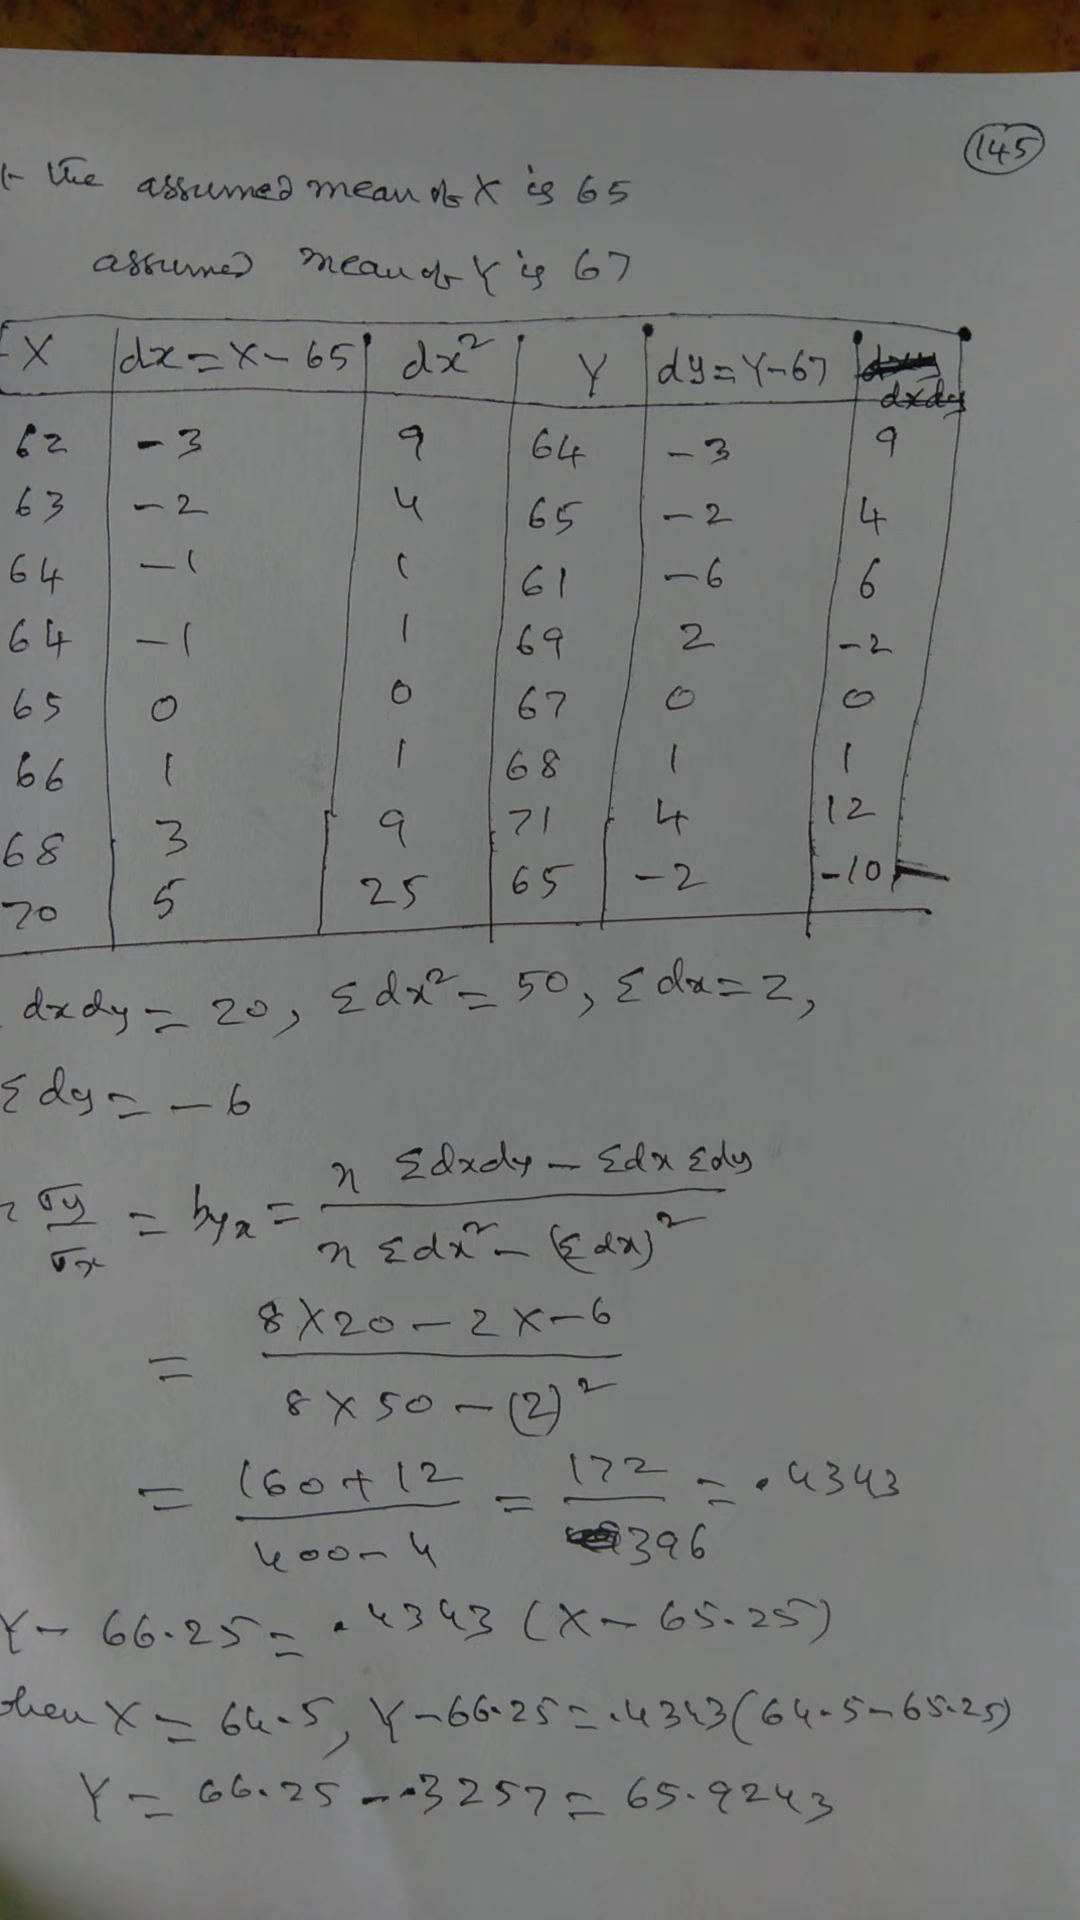 145
the assumed mean of X is 65
assumed mean of Y is 67
X dx = X - 65 dx² Y dy = Y - 67 dxdy
62 -3 9 64 -3 9
63 -2 4 65 -2 4
64 -1 1 61 -6 6
64 -1 1 69 2 -2
65 0 0 67 0 0
66 1 1 68 1 1
68 3 9 71 4 12
70 5 25 65 -2 -10
dxdy = 20, Σdx² = 50, Σdx = 2,
Σdy = -6
σy/σx = byx = (n Σdxdy - Σdx Σdy) / (n Σdx² - (Σdx)²)
= (8 × 20 - 2 × -6) / (8 × 50 - (2)²)
= (160 + 12) / (400 - 4) = 172 / 396 = .4343
Y - 66.25 = .4343 (X - 65.25)
when X = 64.5, Y - 66.25 = .4343 (64.5 - 65.25)
Y = 66.25 - .3257 = 65.9243